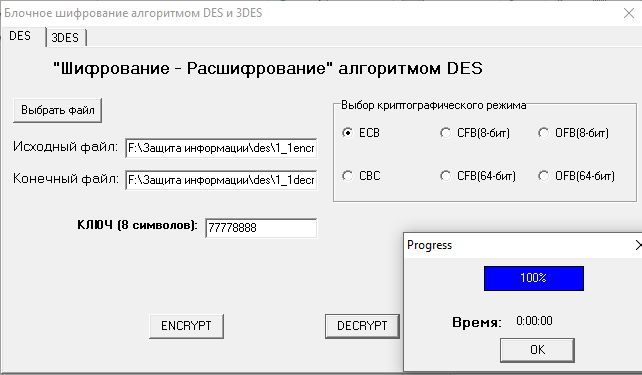 Блочное шифрование алгоритмом DES и 3DES
DES 3DES
"Шифрование - Расшифрование" алгоритмом DES
Выбрать файл
Выбор криптографического режима
ECB CFB(8-бит) OFB(8-бит)
Исходный файл: F:\Защита информации\des\1_1encr
Конечный файл: F:\Защита информации\des\1_1decr
CBC CFB(64-бит) OFB(64-бит)
КЛЮЧ (8 символов): 77778888
Progress
100%
Время: 0:00:00
ENCRYPT DECRYPT
OK